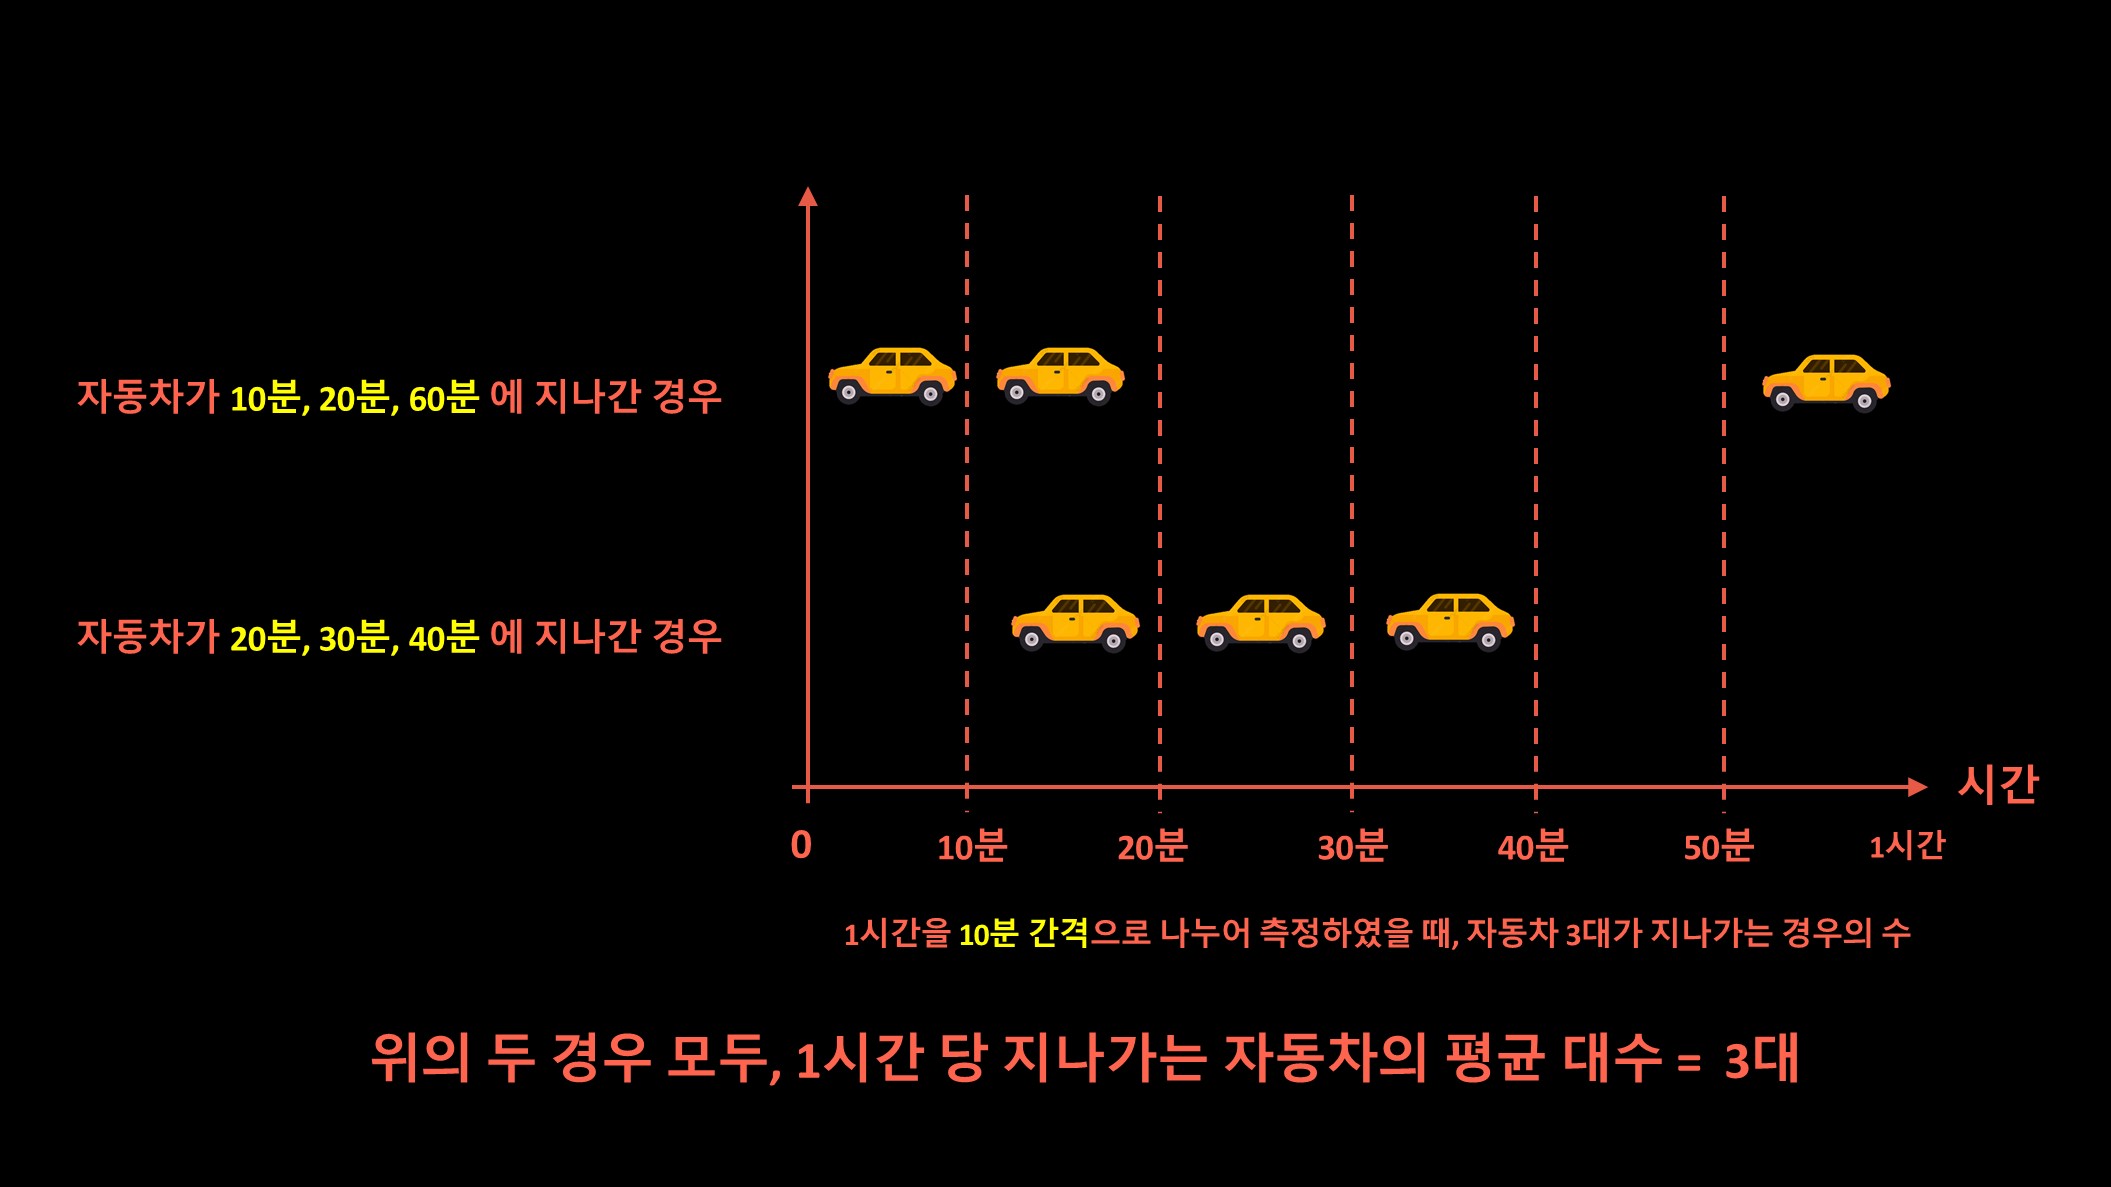 자동차가 10분, 20분, 60분 에 지나간 경우
자동차가 20분, 30분, 40분 에 지나간 경우
시간
0 10분 20분 30분 40분 50분 1시간
1시간을 10분 간격으로 나누어 측정하였을 때, 자동차 3대가 지나가는 경우의 수
위의 두 경우 모두, 1시간 당 지나가는 자동차의 평균 대수 = 3대